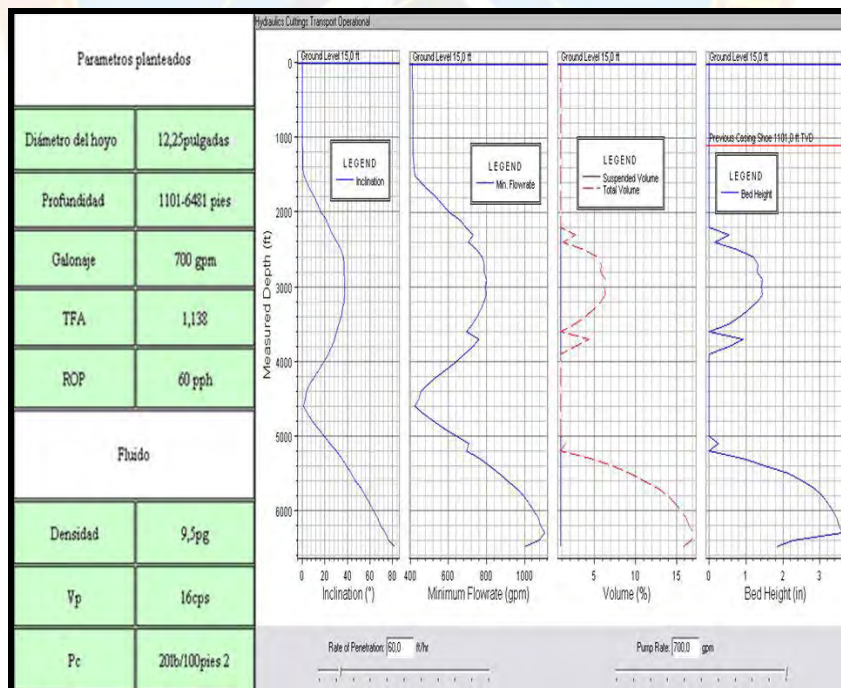 Parametros planteados
Diámetro del hoyo 12,25pulgadas
Profundidad 1101-6481 pies
Galonaje 700 gpm
TFA 1,138
ROP 60 pph
Fluido
Densidad 9,5pg
Vp 16cps
Pc 20lb/100pies 2
Hydraulics Cuttings Transport Operational
Ground Level 15,0 ft
Ground Level 15,0 ft
Ground Level 15,0 ft
Ground Level 15,0 ft
Previous Casing Shoe 1101,0 ft TVD
LEGEND
Inclination
LEGEND
Min. Flowrate
LEGEND
Suspended Volume
Total Volume
LEGEND
Bed Height
Measured Depth (ft)
0
1000
2000
3000
4000
5000
6000
0 20 40 60 80
400 600 800 1000
5 10 15
0 1 2 3
Inclination (°)
Minimum Flowrate (gpm)
Volume (%)
Bed Height (in)
Rate of Penetration: 60,0 ft/hr
Pump Rate: 700,0 gpm